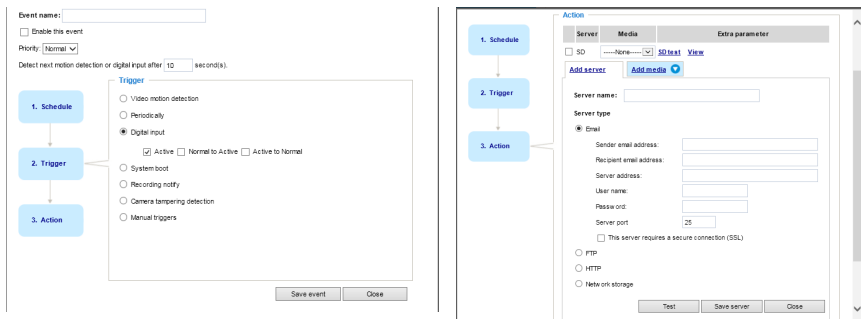 Event name:
Enable this event
Priority: Normal
Detect next motion detection or digital input after 10 second(s).
Trigger
1. Schedule
2. Trigger
3. Action
Video motion detection
Periodically
Digital input
Active Normal to Active Active to Normal
System boot
Recording notify
Camera tampering detection
Manual triggers
Save event Close
Action
1. Schedule
2. Trigger
3. Action
Server Media Extra parameter
SD -----None----- SD test View
Add server Add media
Server name:
Server type
Email
Sender email address:
Recipient email address:
Server address:
User name:
Password:
Server port 25
This server requires a secure connection (SSL)
FTP
HTTP
Network storage
Test Save server Close